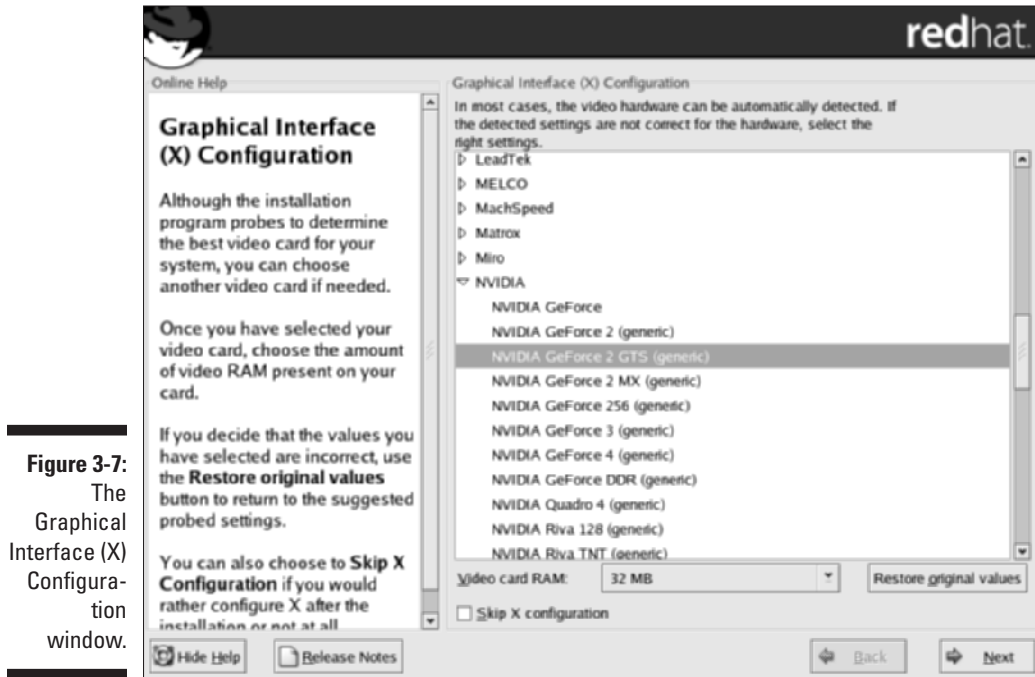 redhat.
Online Help
Graphical Interface
(X) Configuration
Although the installation
program probes to determine
the best video card for your
system, you can choose
another video card if needed.
Once you have selected your
video card, choose the amount
of video RAM present on your
card.
If you decide that the values you
have selected are incorrect, use
the Restore original values
button to return to the suggested
probed settings.
You can also choose to Skip X
Configuration if you would
rather configure X after the
installation or not at all
Graphical Interface (X) Configuration
In most cases, the video hardware can be automatically detected. If
the detected settings are not correct for the hardware, select the
right settings.
LeadTek
MELCO
MachSpeed
Matrox
Miro
NVIDIA
NVIDIA GeForce
NVIDIA GeForce 2 (generic)
NVIDIA GeForce 2 GTS (generic)
NVIDIA GeForce 2 MX (generic)
NVIDIA GeForce 256 (generic)
NVIDIA GeForce 3 (generic)
NVIDIA GeForce 4 (generic)
NVIDIA GeForce DDR (generic)
NVIDIA Quadro 4 (generic)
NVIDIA Riva 128 (generic)
NVIDIA Riva TNT (generic)
Video card RAM: 32 MB Restore original values
Skip X configuration
Hide Help Release Notes Back Next
Figure 3-7:
The
Graphical
Interface (X)
Configura-
tion
window.